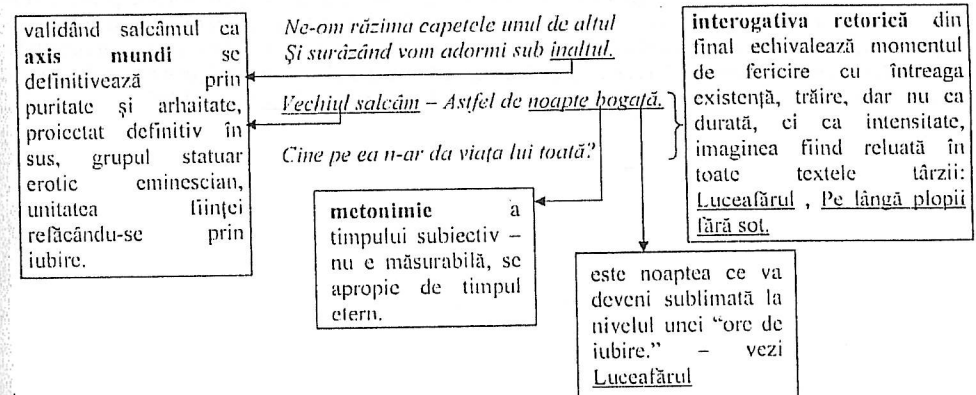 validând salcâmul ca
axis mundi se
definitivează prin
puritate și arhaitate,
proiectat definitiv în
sus, grupul statuar
erotic eminescian,
unitatea ființei
refăcându-se prin
iubire.
Ne-om răzima capetele unul de altul
Și surâzând vom adormi sub înaltul,
Vechiul salcâm – Astfel de noapte bogată,
Cine pe ea n-ar da viața lui toată?
metonimie a
timpului subiectiv –
nu e măsurabilă, se
apropie de timpul
etern.
este noaptea ce va
deveni sublimată la
nivelul unei “ore de
iubire.” – vezi
Luceafărul
interogativa retorică din
final echivalează momentul
de fericire cu întreaga
existență, trăire, dar nu ca
durată, ci ca intensitate,
imaginea fiind reluată în
toate textele târzii:
Luceafărul , Pe lângă plopii
fără soț.